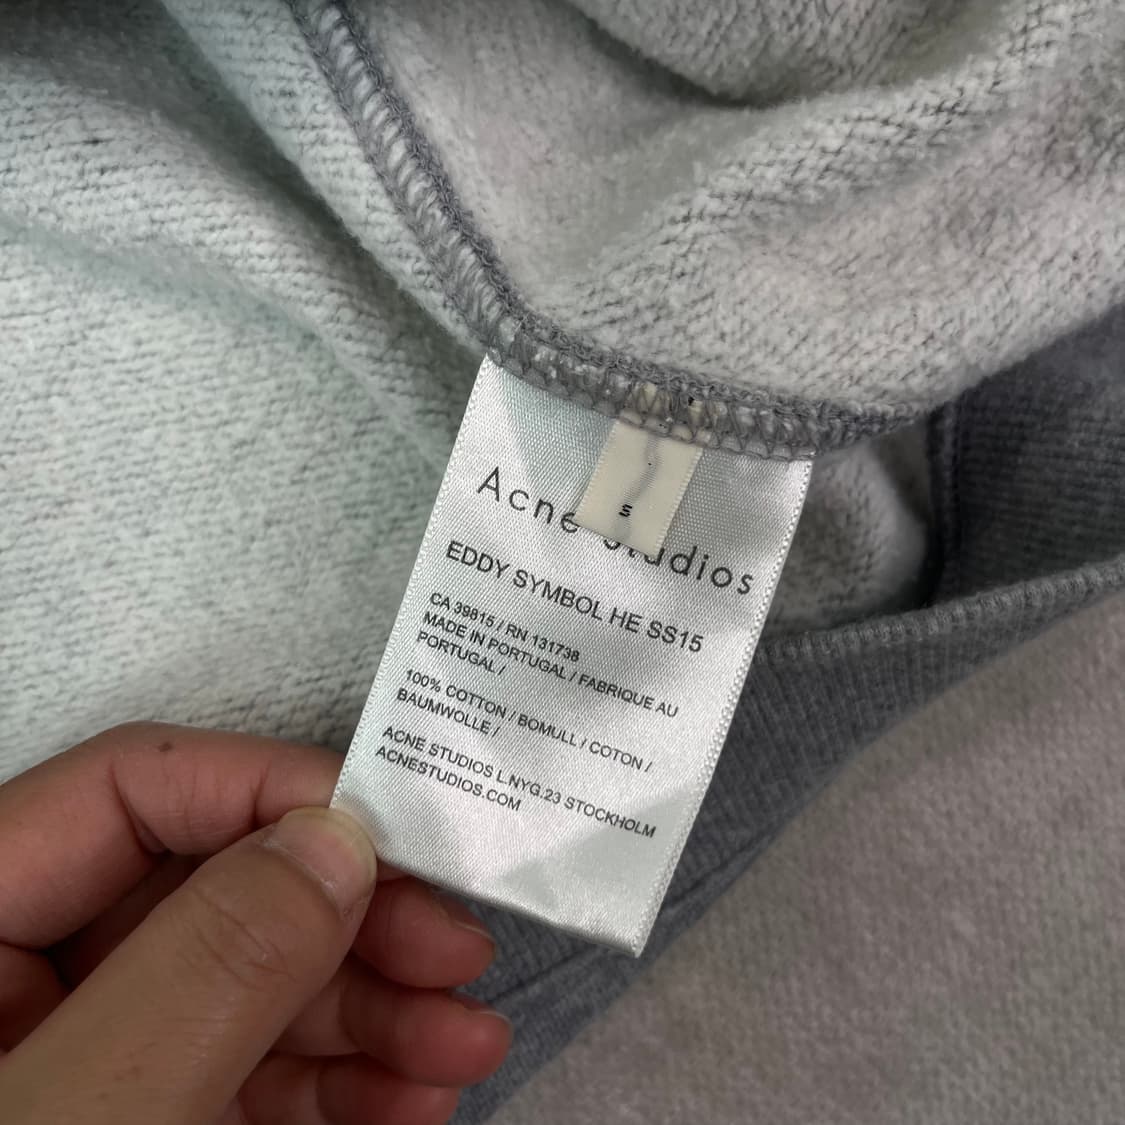 Acne Studios
S
EDDY SYMBOL HE SS15
CA 39815 / RN 131738
MADE IN PORTUGAL / FABRIQUE AU
PORTUGAL /
100% COTTON / BOMULL / COTON /
BAUMWOLLE /
ACNE STUDIOS L.NYG.23 STOCKHOLM
ACNESTUDIOS.COM